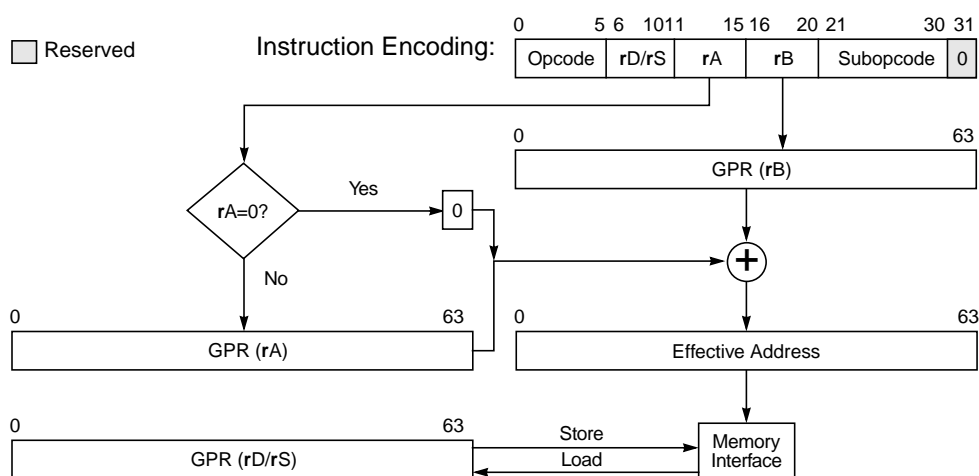 0 5 6 10 11 15 16 20 21 30 31
Reserved
Instruction Encoding:
Opcode rD/rS rA rB Subopcode 0
0 63
GPR (rB)
rA=0?
Yes
0
No
+
0 63
GPR (rA)
0 63
Effective Address
0 63
GPR (rD/rS)
Store
Load
Memory
Interface